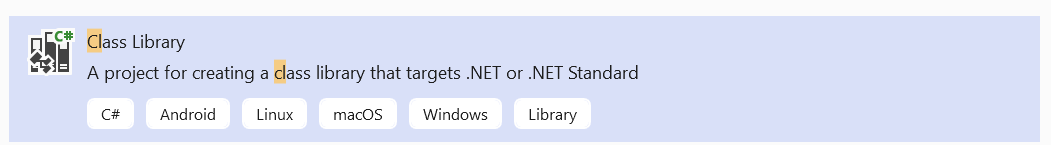 C#
Class Library
A project for creating a class library that targets .NET or .NET Standard
C# Android Linux macOS Windows Library